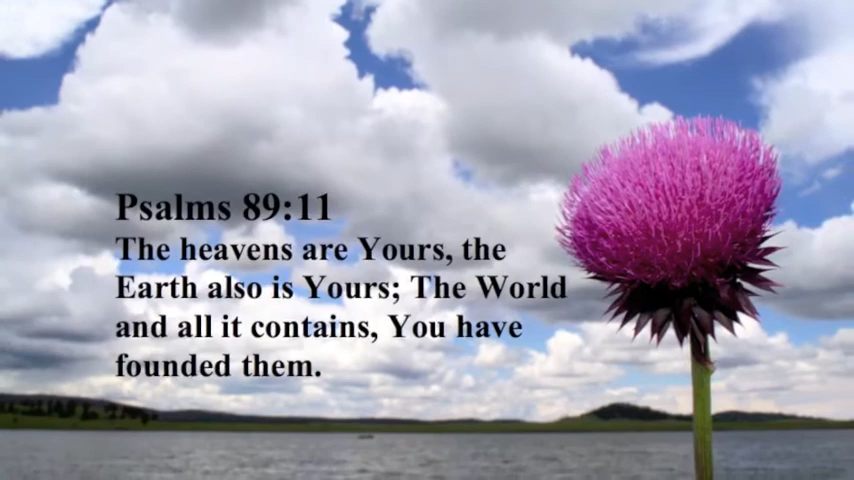 Psalms 89:11
The heavens are Yours, the
Earth also is Yours; The World
and all it contains, You have
founded them.